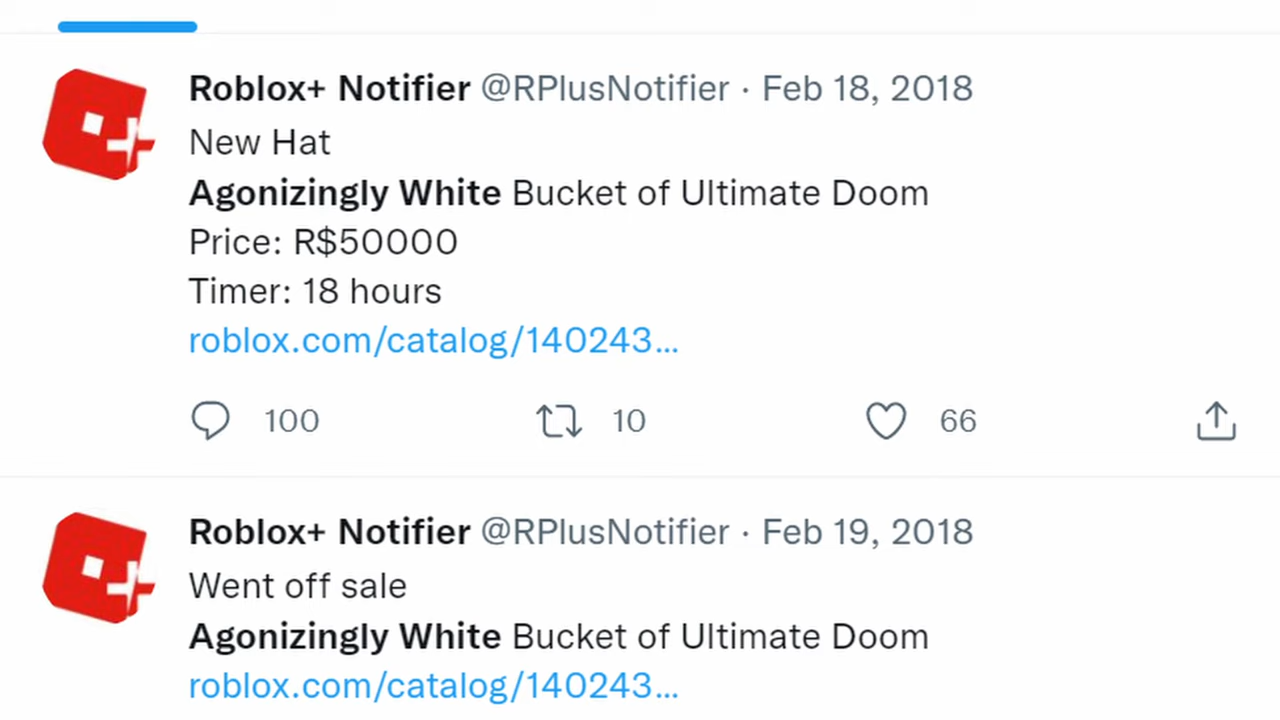 Roblox+ Notifier @RPlusNotifier · Feb 18, 2018
New Hat
Agonizingly White Bucket of Ultimate Doom
Price: R$50000
Timer: 18 hours
roblox.com/catalog/140243...
100 10 66
Roblox+ Notifier @RPlusNotifier · Feb 19, 2018
Went off sale
Agonizingly White Bucket of Ultimate Doom
roblox.com/catalog/140243...